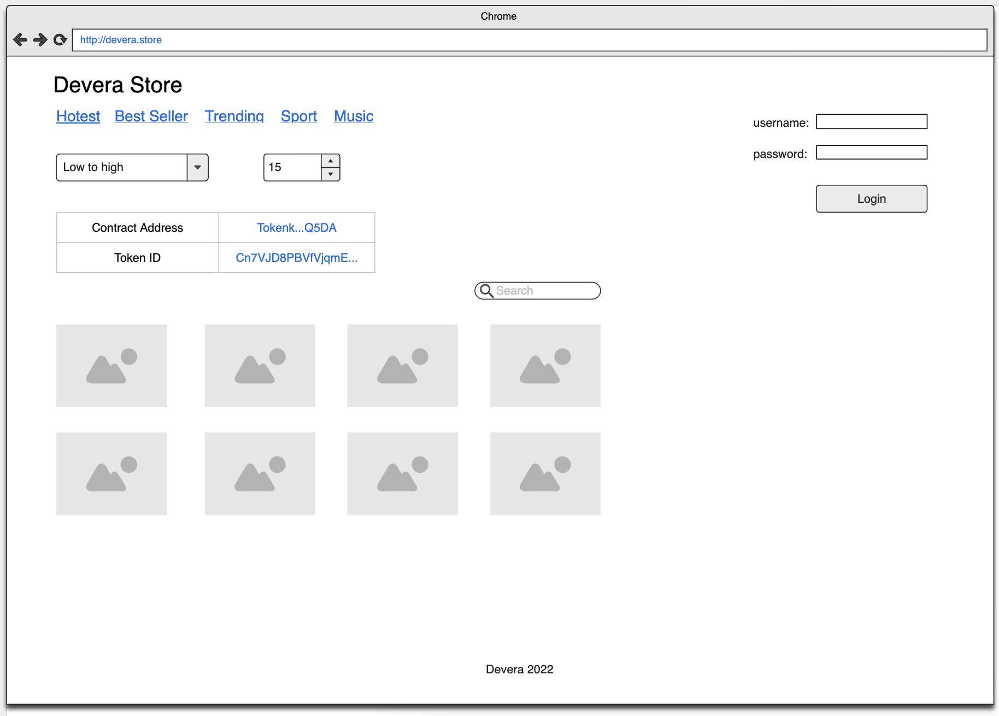 Chrome
http://devera.store
Devera Store
Hotest Best Seller Trending Sport Music
username:
password:
Low to high 15
Login
Contract Address Tokenk...Q5DA
Token ID Cn7VJD8PBVfVjqmE...
Search
Devera 2022